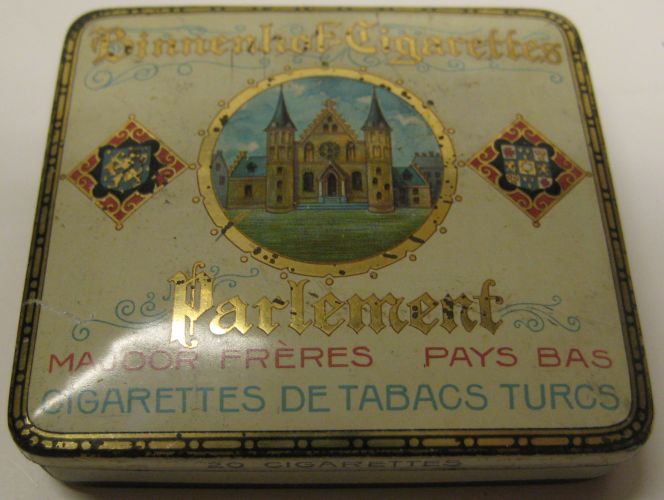 Binnenhof-Cigarettes
Parlement
MAJOOR FRÈRES PAYS BAS
CIGARETTES DE TABACS TURCS
20 CIGARETTES